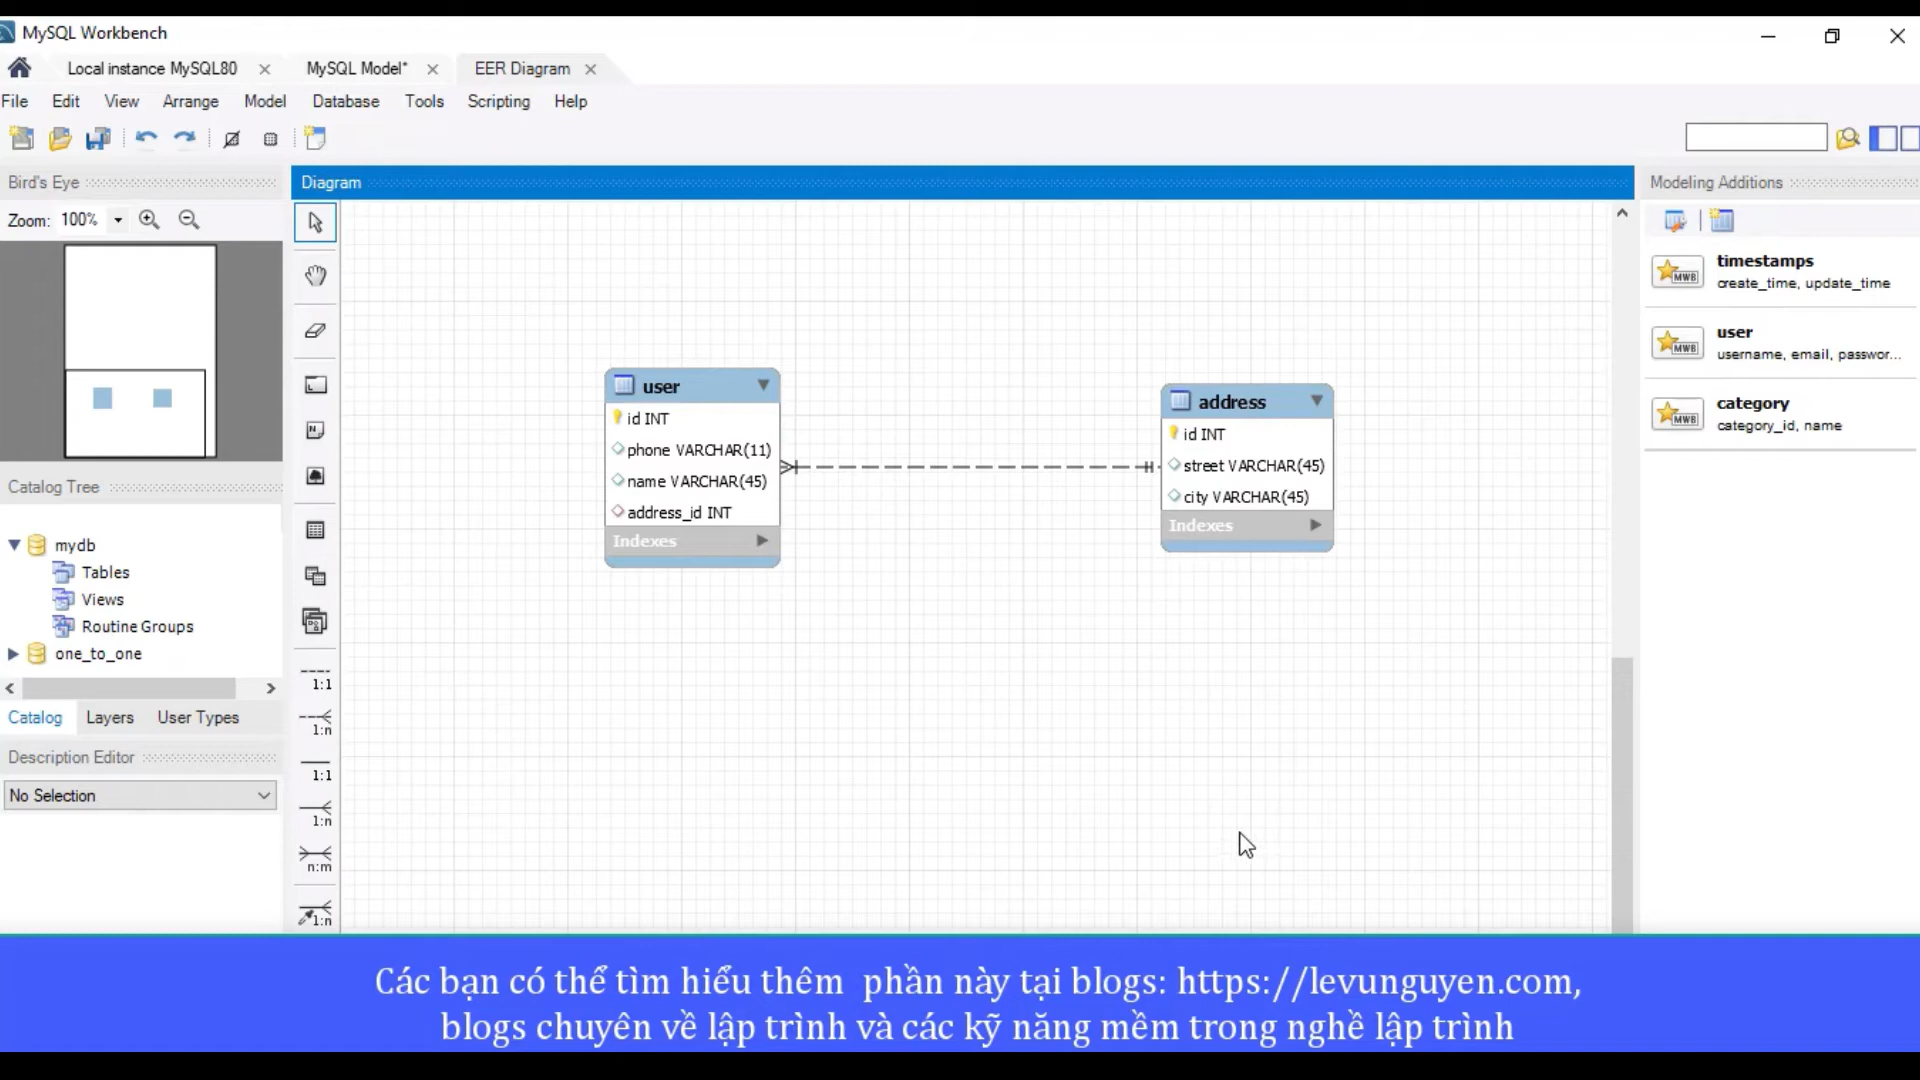 MySQL Workbench
Local instance MySQL80
MySQL Model*
EER Diagram
File Edit View Arrange Model Database Tools Scripting Help
Bird's Eye
Zoom: 100%
Diagram
Modeling Additions
timestamps
create_time, update_time
user
username, email, passwor...
category
category_id, name
user
id INT
phone VARCHAR(11)
name VARCHAR(45)
address_id INT
Indexes
address
id INT
street VARCHAR(45)
city VARCHAR(45)
Indexes
Catalog Tree
mydb
Tables
Views
Routine Groups
one_to_one
Catalog Layers User Types
Description Editor
No Selection
1:1
1:n
1:1
1:n
n:m
1:n
Các bạn có thể tìm hiểu thêm phần này tại blogs: https://levunguyen.com,
blogs chuyên về lập trình và các kỹ năng mềm trong nghề lập trình